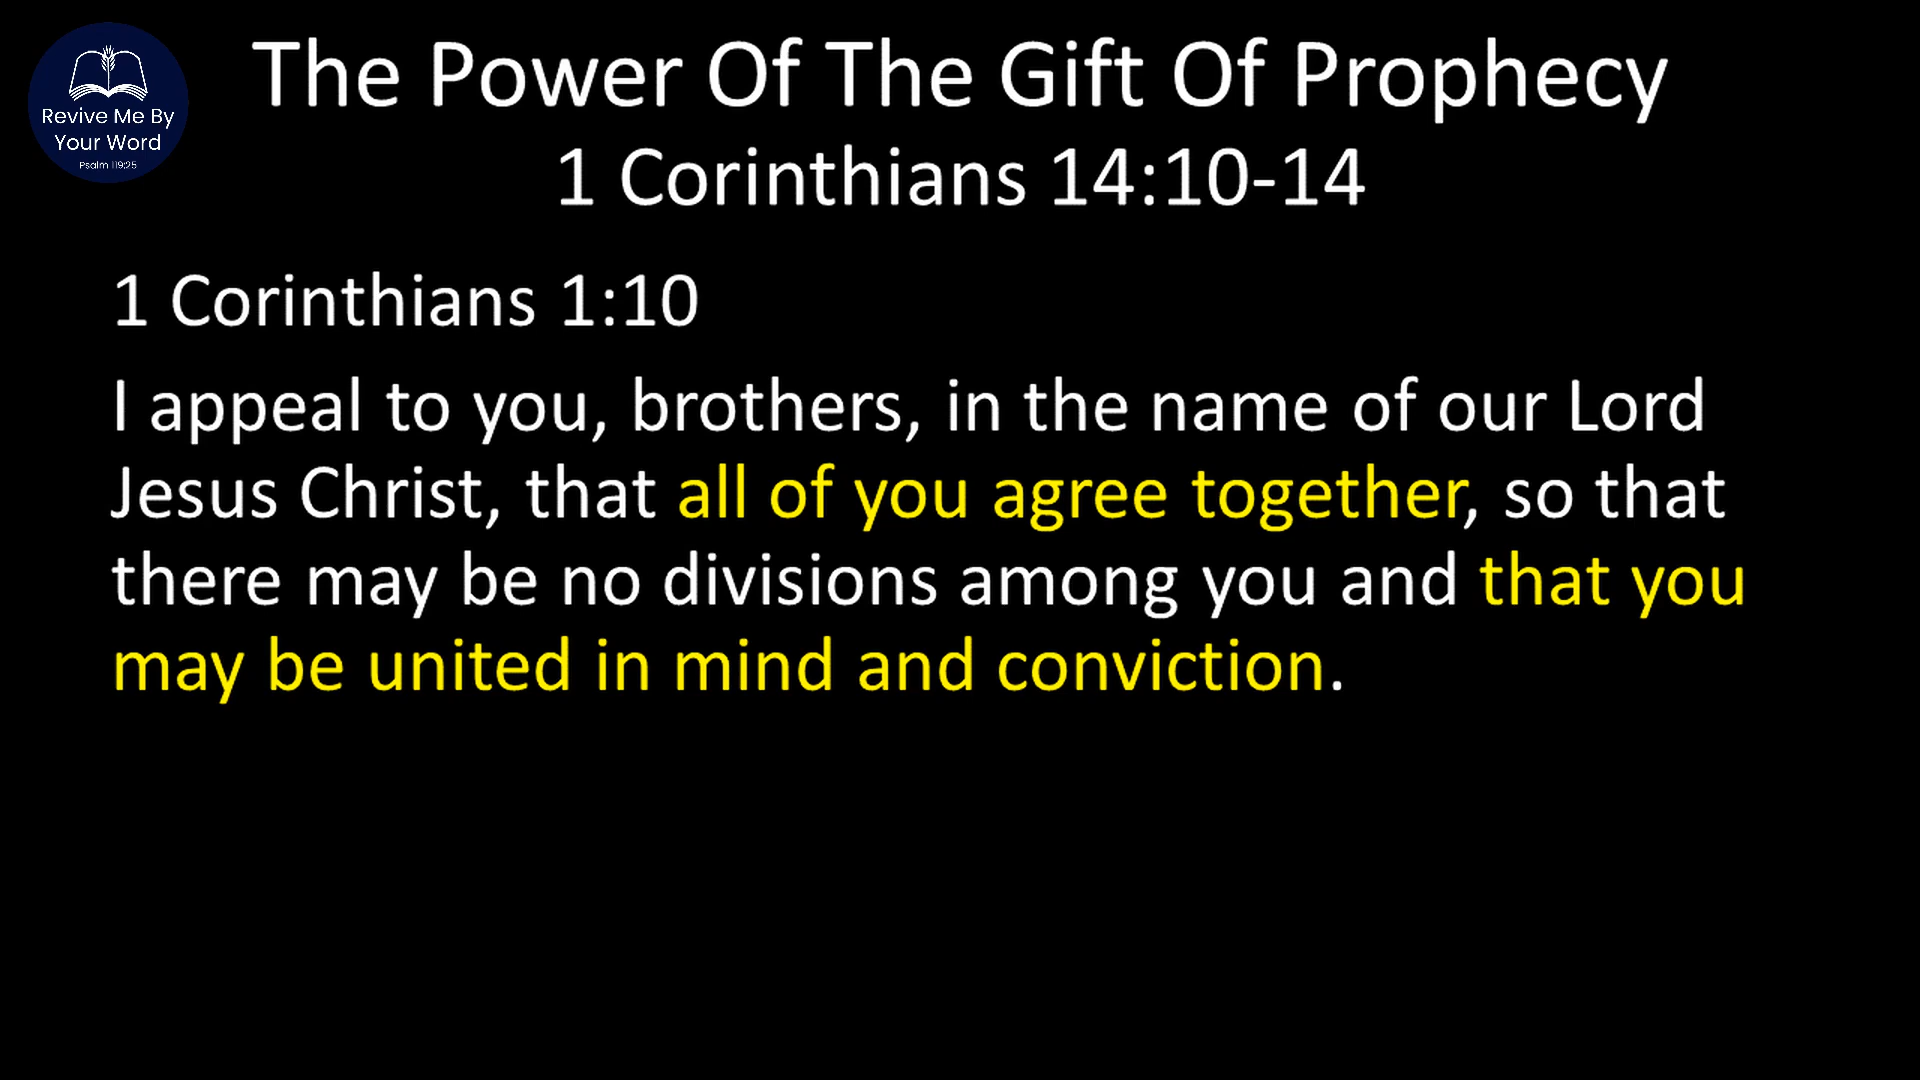 Revive Me By
Your Word
Psalm 119:25
The Power Of The Gift Of Prophecy
1 Corinthians 14:10-14
1 Corinthians 1:10
I appeal to you, brothers, in the name of our Lord
Jesus Christ, that all of you agree together, so that
there may be no divisions among you and that you
may be united in mind and conviction.